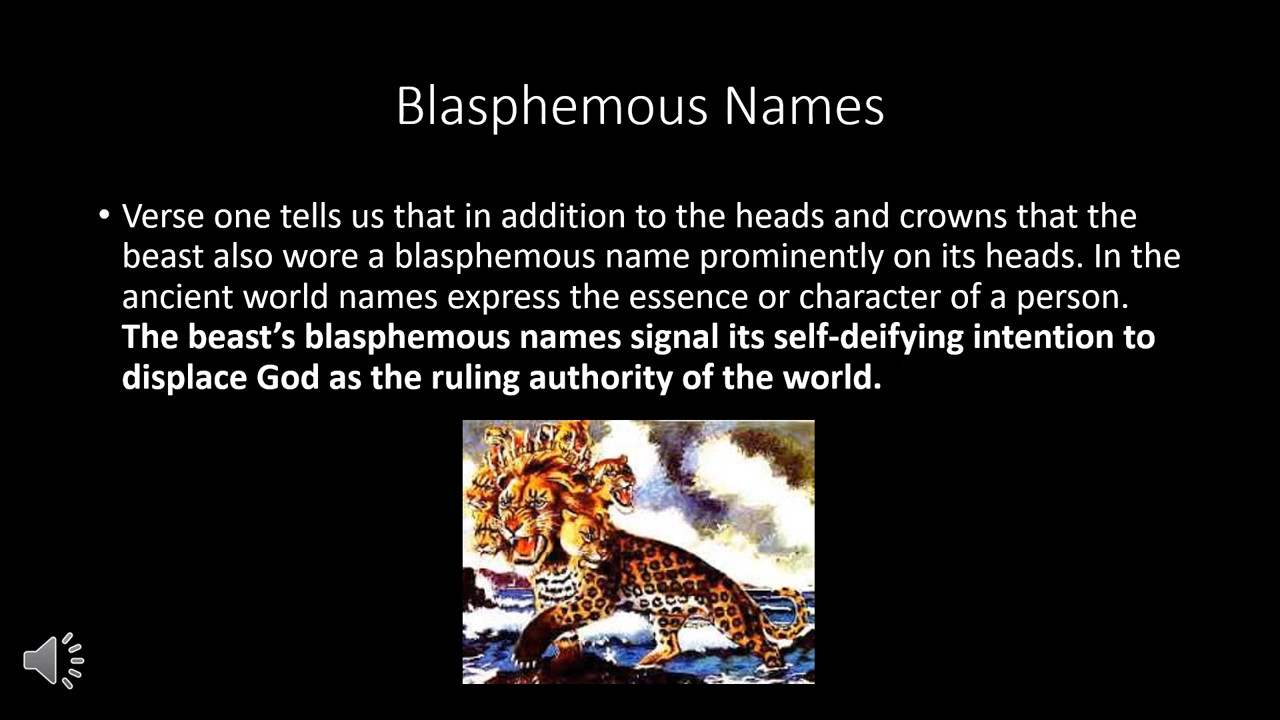 Blasphemous Names
• Verse one tells us that in addition to the heads and crowns that the
beast also wore a blasphemous name prominently on its heads. In the
ancient world names express the essence or character of a person.
The beast’s blasphemous names signal its self-deifying intention to
displace God as the ruling authority of the world.